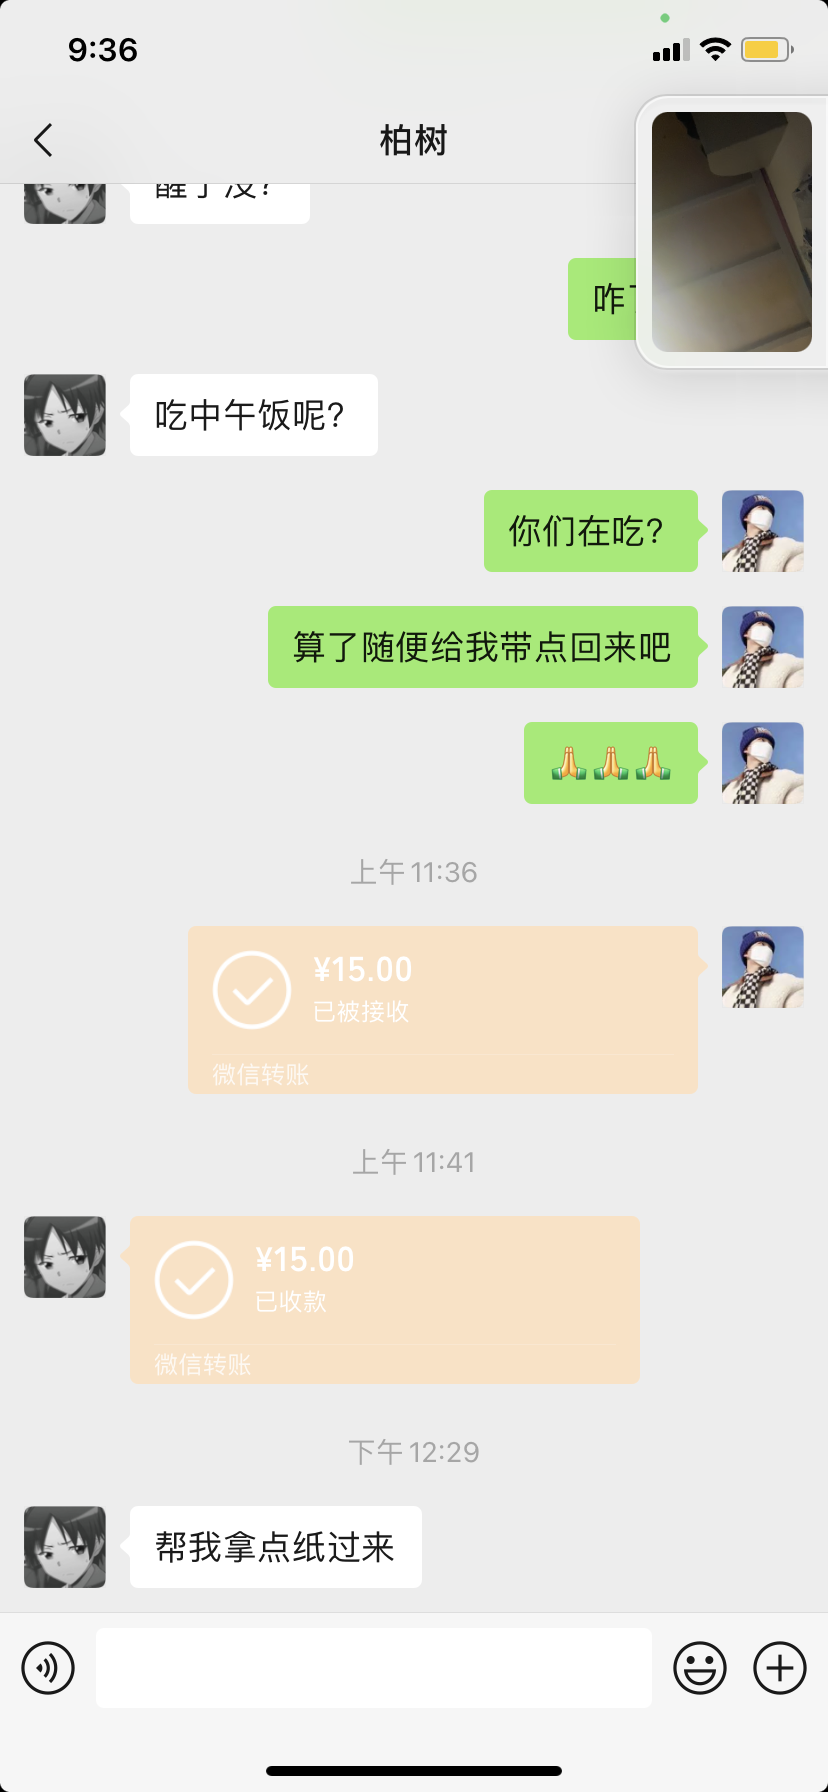 9:36
柏树
醒了没?
咋
吃中午饭呢?
你们在吃?
算了随便给我带点回来吧
🙏🙏🙏
上午 11:36
¥15.00
已被接收
微信转账
上午 11:41
¥15.00
已收款
微信转账
下午 12:29
帮我拿点纸过来